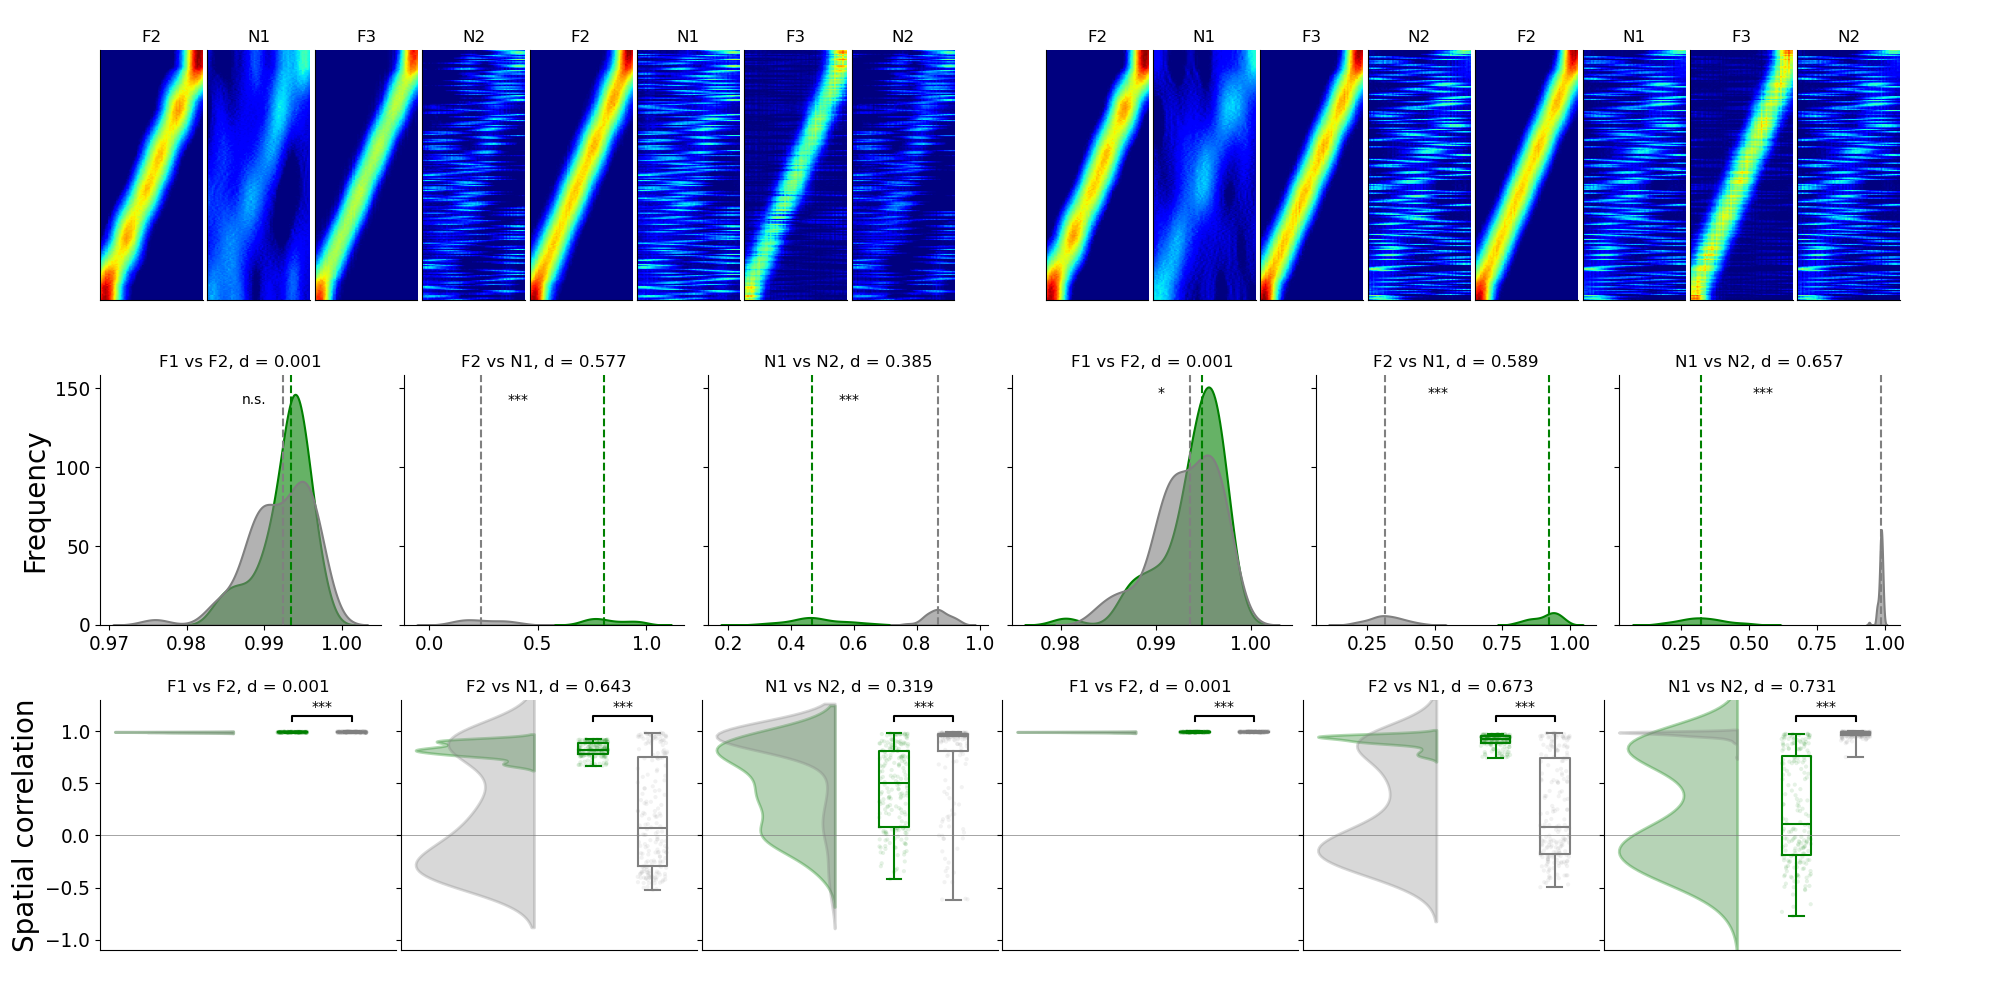 F2 N1 F3 N2 F2 N1 F3 N2 F2 N1 F3 N2 F2 N1 F3 N2
F1 vs F2, d = 0.001
F2 vs N1, d = 0.577
N1 vs N2, d = 0.385
F1 vs F2, d = 0.001
F2 vs N1, d = 0.589
N1 vs N2, d = 0.657
n.s.
***
***
*
***
***
Frequency
150
100
50
0
0.97 0.98 0.99 1.00
0.0 0.5 1.0
0.2 0.4 0.6 0.8 1.0
0.98 0.99 1.00
0.25 0.50 0.75 1.00
0.25 0.50 0.75 1.00
F1 vs F2, d = 0.001
F2 vs N1, d = 0.643
N1 vs N2, d = 0.319
F1 vs F2, d = 0.001
F2 vs N1, d = 0.673
N1 vs N2, d = 0.731
***
***
***
***
***
***
Spatial correlation
1.0
0.5
0.0
−0.5
−1.0